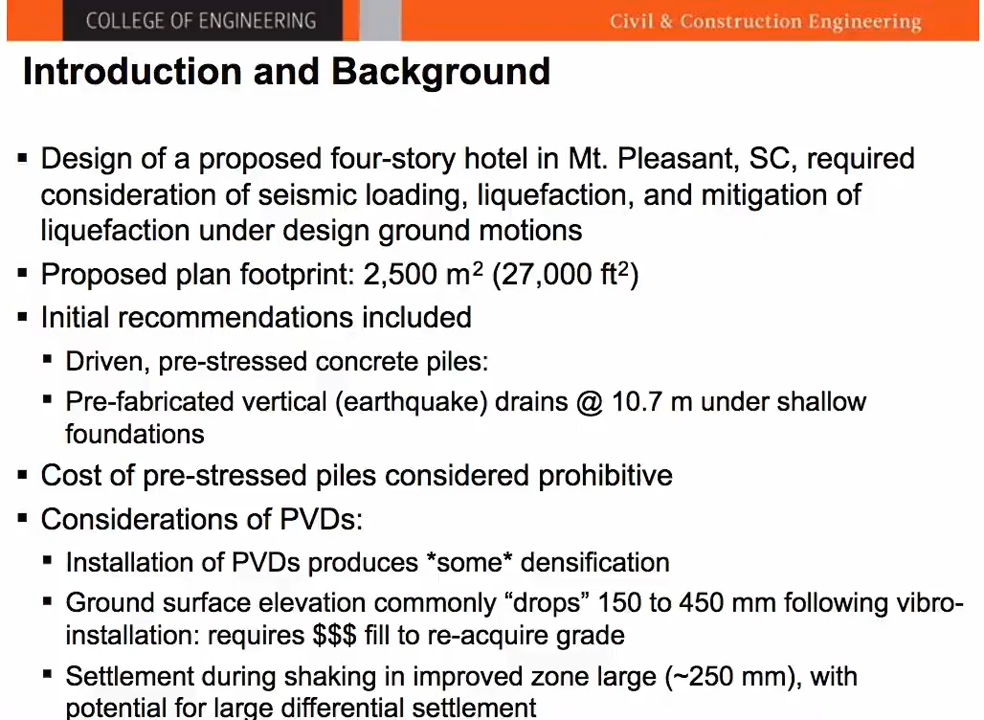 COLLEGE OF ENGINEERING
Civil & Construction Engineering
Introduction and Background
▪ Design of a proposed four-story hotel in Mt. Pleasant, SC, required
consideration of seismic loading, liquefaction, and mitigation of
liquefaction under design ground motions
▪ Proposed plan footprint: 2,500 m² (27,000 ft²)
▪ Initial recommendations included
▪ Driven, pre-stressed concrete piles:
▪ Pre-fabricated vertical (earthquake) drains @ 10.7 m under shallow
foundations
▪ Cost of pre-stressed piles considered prohibitive
▪ Considerations of PVDs:
▪ Installation of PVDs produces *some* densification
▪ Ground surface elevation commonly “drops” 150 to 450 mm following vibro-
installation: requires $$$ fill to re-acquire grade
▪ Settlement during shaking in improved zone large (~250 mm), with
potential for large differential settlement